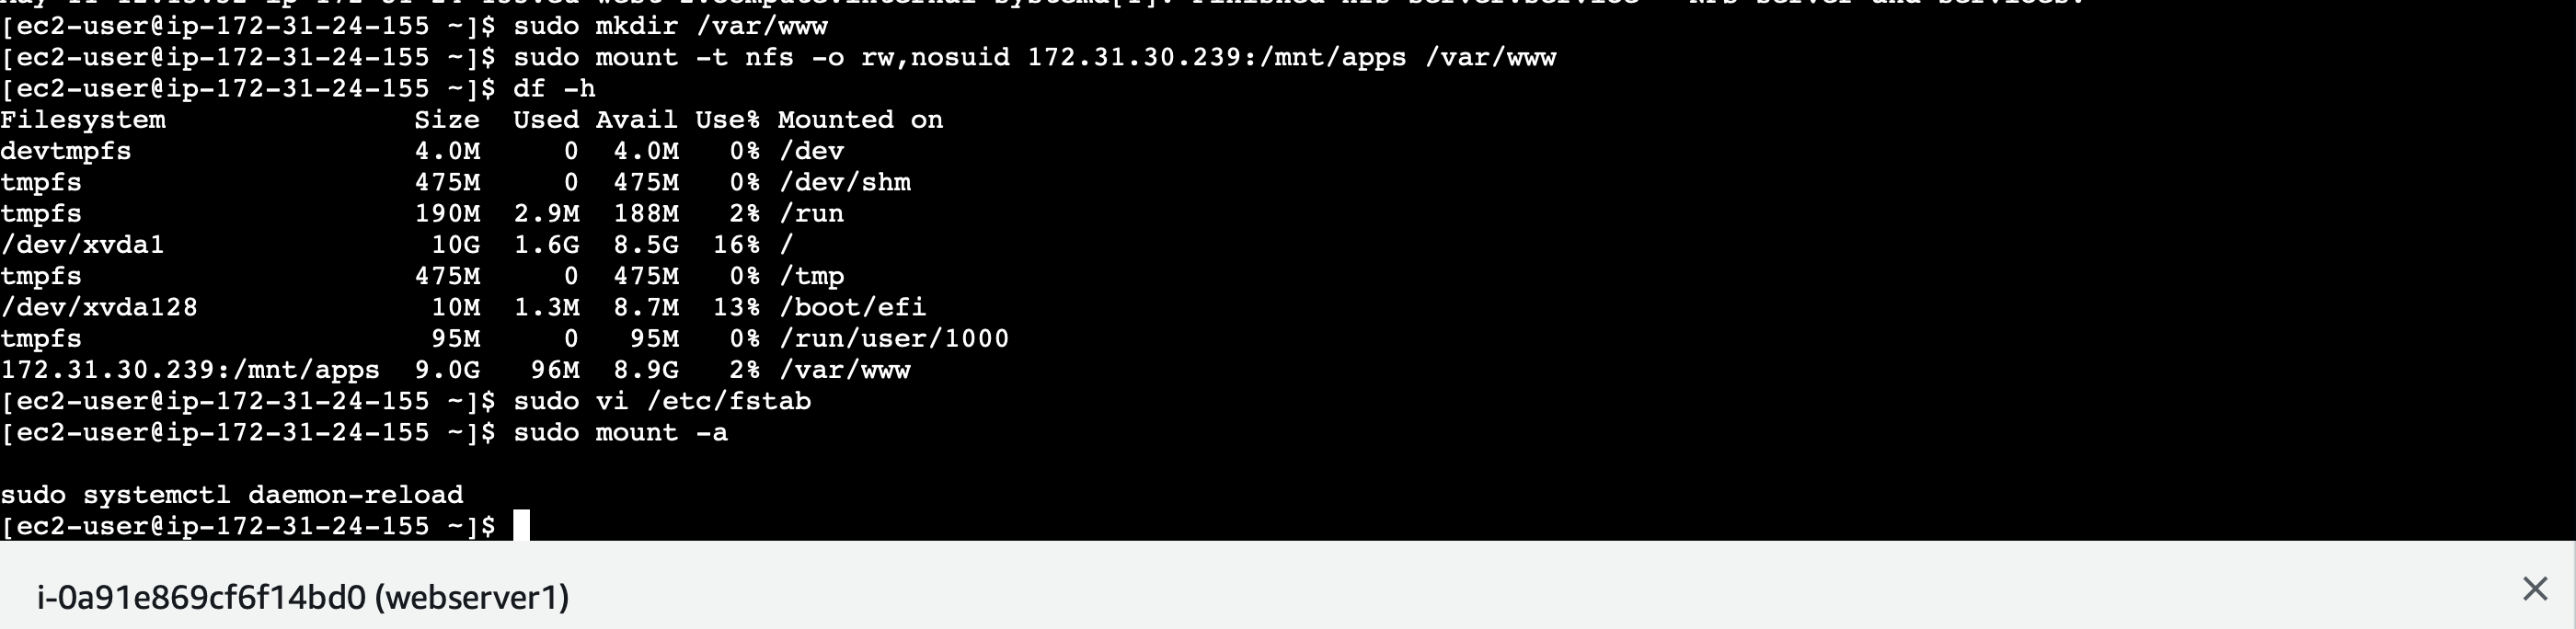 [ec2-user@ip-172-31-24-155 ~]$ sudo mkdir /var/www
[ec2-user@ip-172-31-24-155 ~]$ sudo mount -t nfs -o rw,nosuid 172.31.30.239:/mnt/apps /var/www
[ec2-user@ip-172-31-24-155 ~]$ df -h
Filesystem               Size  Used Avail Use% Mounted on
devtmpfs                 4.0M     0  4.0M   0% /dev
tmpfs                    475M     0  475M   0% /dev/shm
tmpfs                    190M  2.9M  188M   2% /run
/dev/xvda1                10G  1.6G  8.5G  16% /
tmpfs                    475M     0  475M   0% /tmp
/dev/xvda128              10M  1.3M  8.7M  13% /boot/efi
tmpfs                     95M     0   95M   0% /run/user/1000
172.31.30.239:/mnt/apps  9.0G   96M  8.9G   2% /var/www
[ec2-user@ip-172-31-24-155 ~]$ sudo vi /etc/fstab
[ec2-user@ip-172-31-24-155 ~]$ sudo mount -a
sudo systemctl daemon-reload
[ec2-user@ip-172-31-24-155 ~]$
i-0a91e869cf6f14bd0 (webserver1)